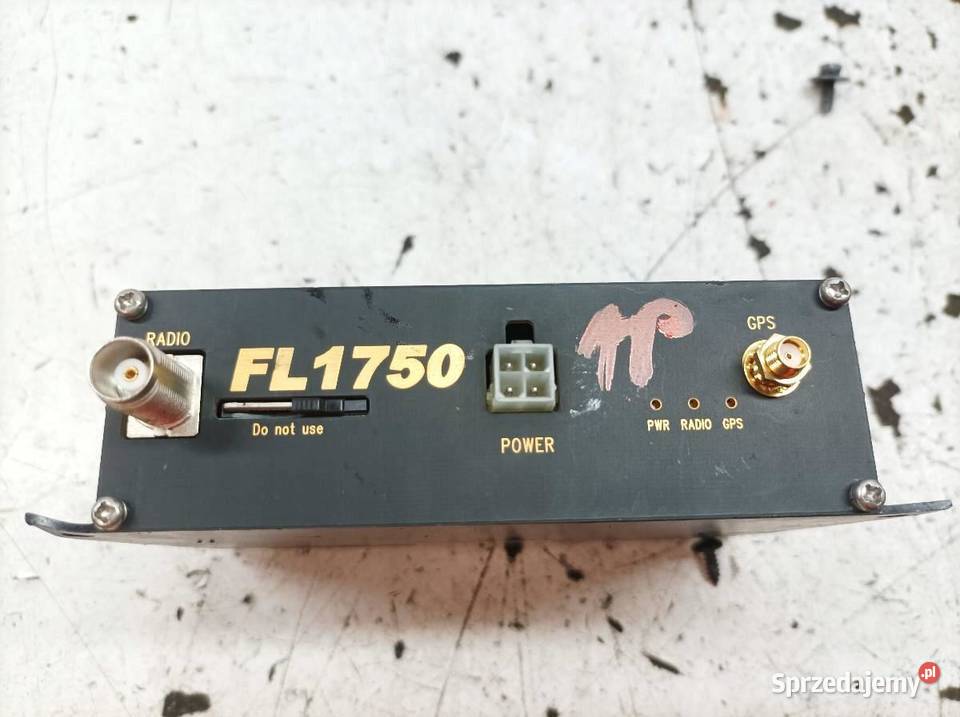 RADIO
FL1750
Do not use
POWER
GPS
PWR RADIO GPS
Sprzedajemy.pl